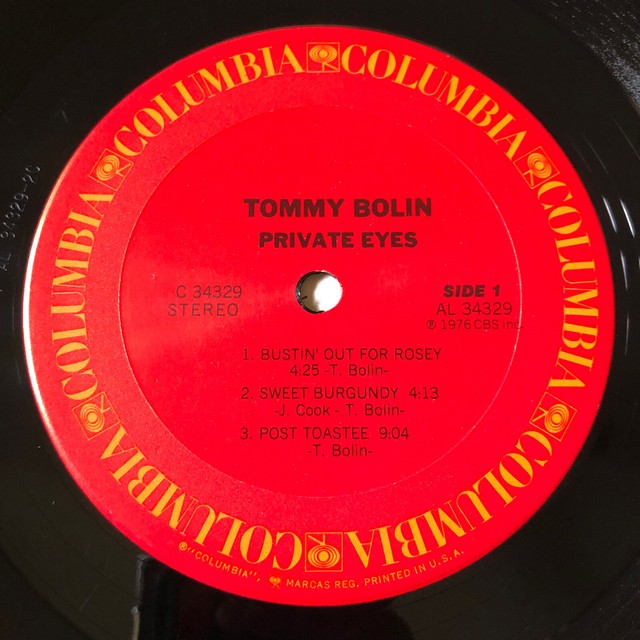 COLUMBIA COLUMBIA COLUMBIA COLUMBIA COLUMBIA COLUMBIA COLUMBIA COLUMBIA
TOMMY BOLIN
PRIVATE EYES
C 34329
STEREO
SIDE 1
AL 34329
℗ 1976 CBS Inc
1. BUSTIN' OUT FOR ROSEY
4:25 -T. Bolin-
2. SWEET BURGUNDY 4:13
-J. Cook - T. Bolin-
3. POST TOASTEE 9:04
-T. Bolin-
®"COLUMBIA", MARCAS REG. PRINTED IN U.S.A.